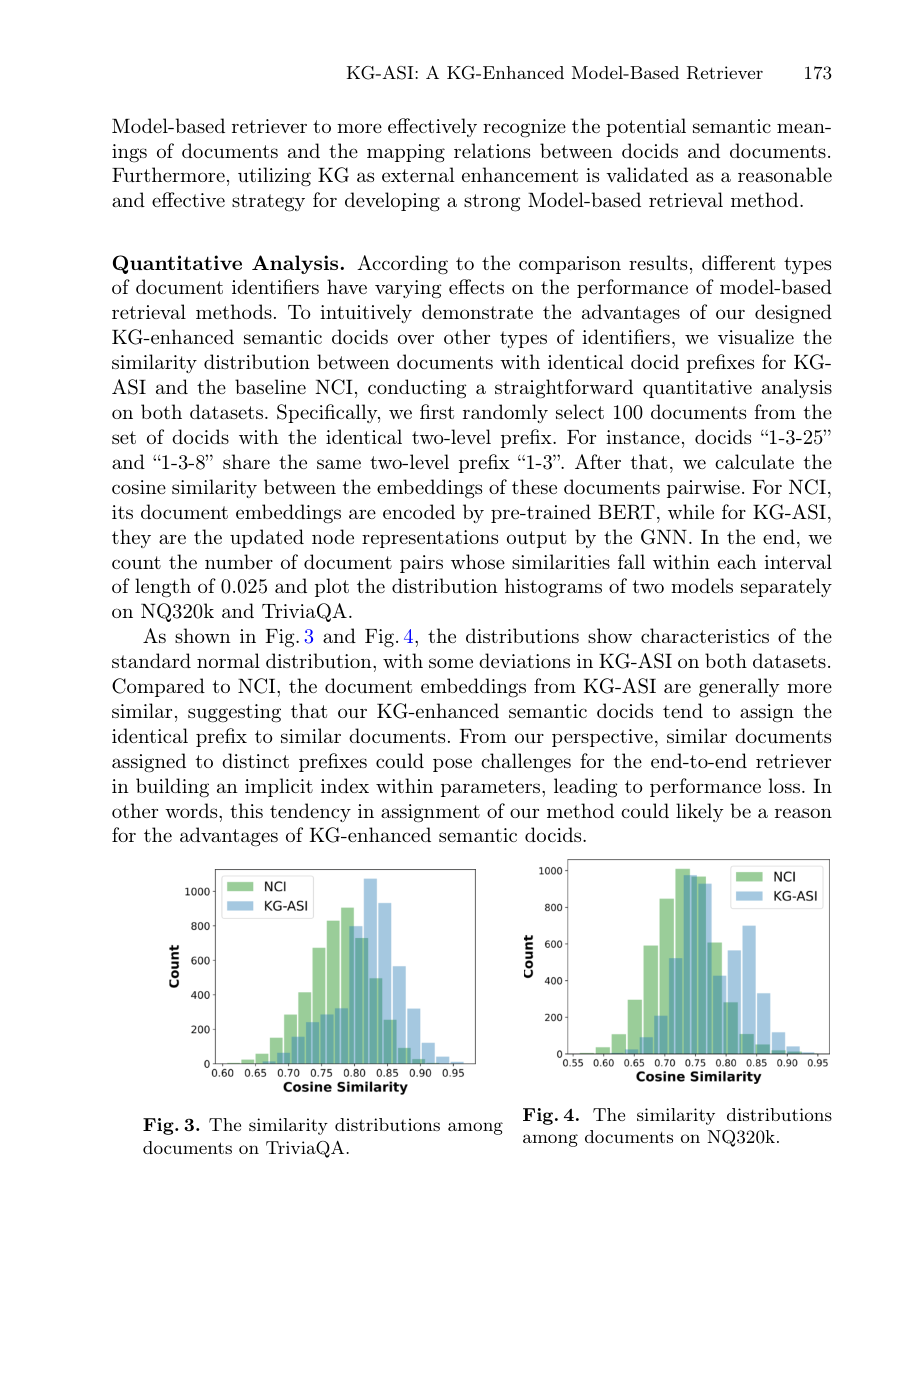 KG-ASI: A KG-Enhanced Model-Based Retriever 173
Model-based retriever to more effectively recognize the potential semantic mean-
ings of documents and the mapping relations between docids and documents.
Furthermore, utilizing KG as external enhancement is validated as a reasonable
and effective strategy for developing a strong Model-based retrieval method.
Quantitative Analysis. According to the comparison results, different types
of document identifiers have varying effects on the performance of model-based
retrieval methods. To intuitively demonstrate the advantages of our designed
KG-enhanced semantic docids over other types of identifiers, we visualize the
similarity distribution between documents with identical docid prefixes for KG-
ASI and the baseline NCI, conducting a straightforward quantitative analysis
on both datasets. Specifically, we first randomly select 100 documents from the
set of docids with the identical two-level prefix. For instance, docids “1-3-25”
and “1-3-8” share the same two-level prefix “1-3”. After that, we calculate the
cosine similarity between the embeddings of these documents pairwise. For NCI,
its document embeddings are encoded by pre-trained BERT, while for KG-ASI,
they are the updated node representations output by the GNN. In the end, we
count the number of document pairs whose similarities fall within each interval
of length of 0.025 and plot the distribution histograms of two models separately
on NQ320k and TriviaQA.
As shown in Fig. 3 and Fig. 4, the distributions show characteristics of the
standard normal distribution, with some deviations in KG-ASI on both datasets.
Compared to NCI, the document embeddings from KG-ASI are generally more
similar, suggesting that our KG-enhanced semantic docids tend to assign the
identical prefix to similar documents. From our perspective, similar documents
assigned to distinct prefixes could pose challenges for the end-to-end retriever
in building an implicit index within parameters, leading to performance loss. In
other words, this tendency in assignment of our method could likely be a reason
for the advantages of KG-enhanced semantic docids.
NCI
KG-ASI
1000
800
600
400
200
0
Count
0.60 0.65 0.70 0.75 0.80 0.85 0.90 0.95
Cosine Similarity
Fig. 3. The similarity distributions among
documents on TriviaQA.
NCI
KG-ASI
1000
800
600
400
200
0
Count
0.55 0.60 0.65 0.70 0.75 0.80 0.85 0.90 0.95
Cosine Similarity
Fig. 4. The similarity distributions
among documents on NQ320k.